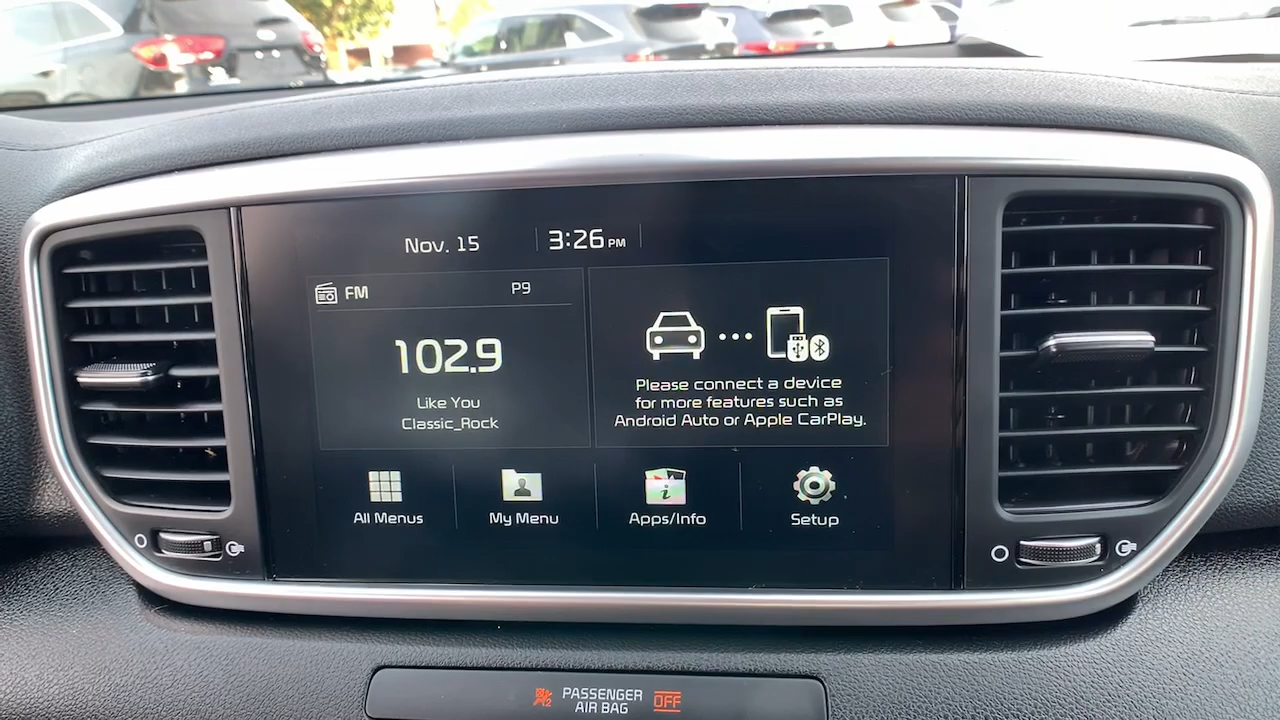 Nov. 15
3:26 PM
FM
P9
102.9
Like You
Classic_Rock
Please connect a device
for more features such as
Android Auto or Apple CarPlay.
All Menus
My Menu
Apps/Info
Setup
PASSENGER
AIR BAG
OFF